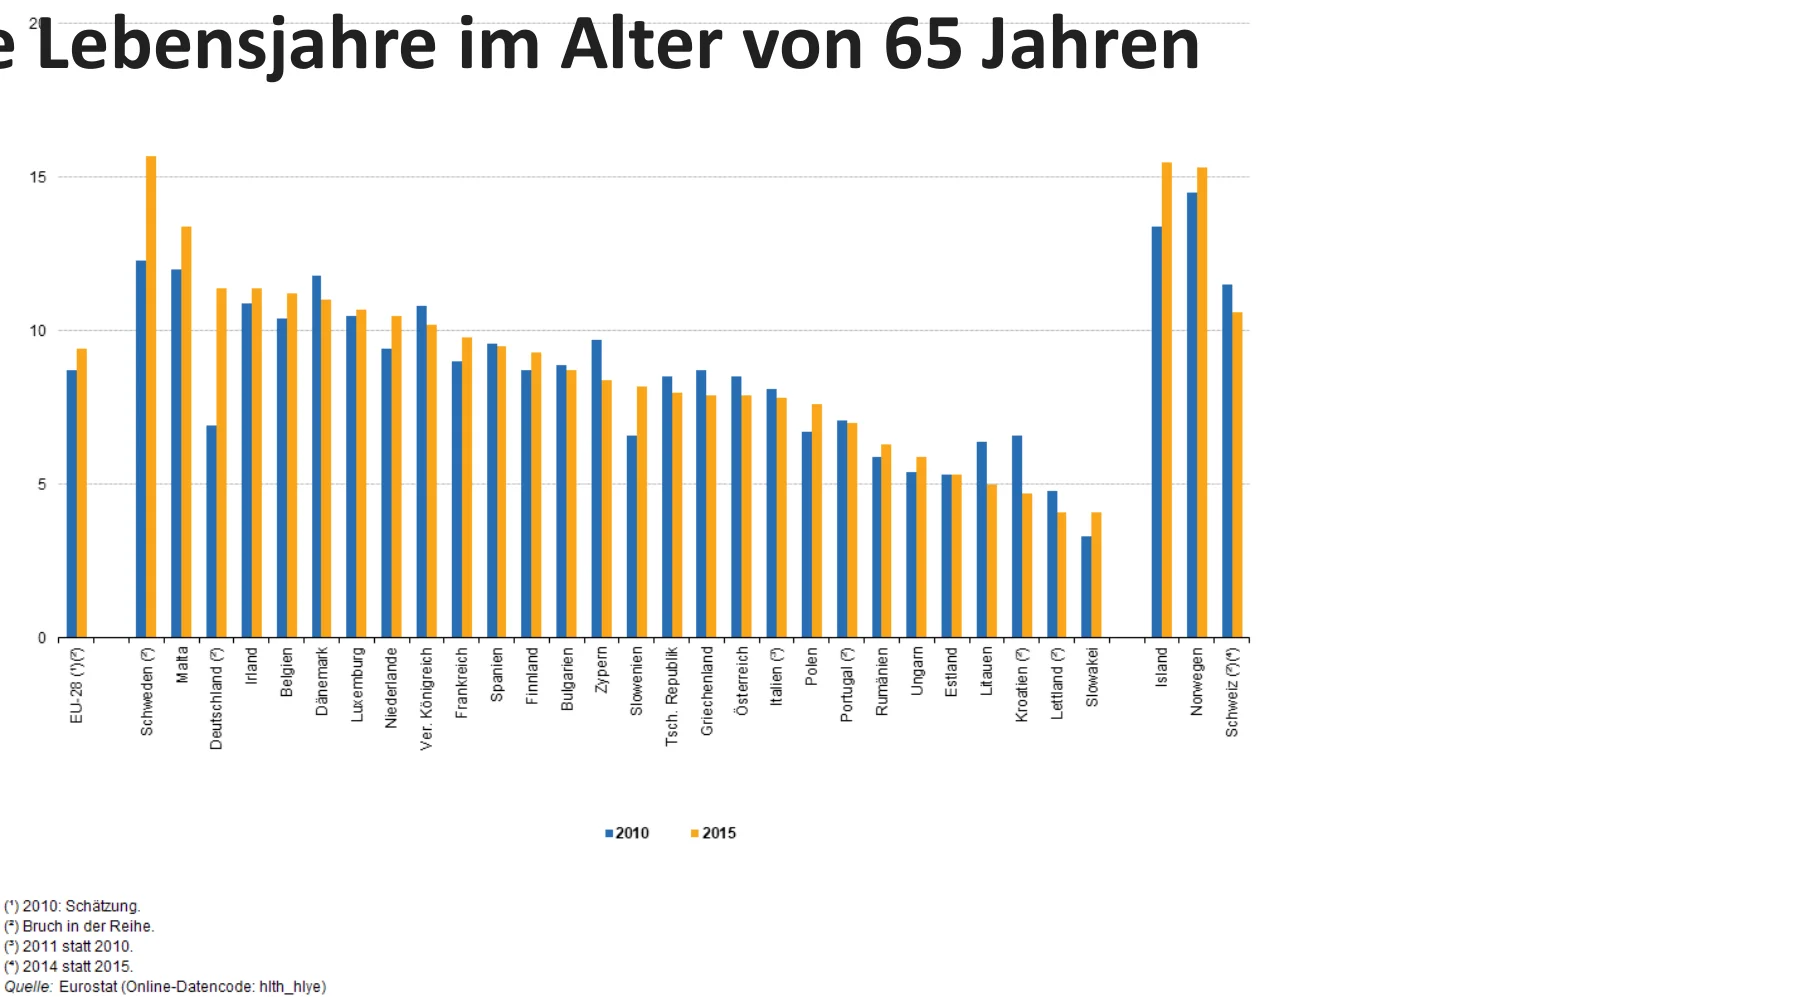 e Lebensjahre im Alter von 65 Jahren
20
15
10
5
0
EU-28 (¹)(²)
Schweden (²)
Malta
Deutschland (²)
Irland
Belgien
Dänemark
Luxemburg
Niederlande
Ver. Königreich
Frankreich
Spanien
Finnland
Bulgarien
Zypern
Slowenien
Tsch. Republik
Griechenland
Österreich
Italien (³)
Polen
Portugal (²)
Rumänien
Ungarn
Estland
Litauen
Kroatien (²)
Lettland (²)
Slowakei
Island
Norwegen
Schweiz (²)(⁴)
2010
2015
(¹) 2010: Schätzung.
(²) Bruch in der Reihe.
(³) 2011 statt 2010.
(⁴) 2014 statt 2015.
Quelle: Eurostat (Online-Datencode: hlth_hlye)